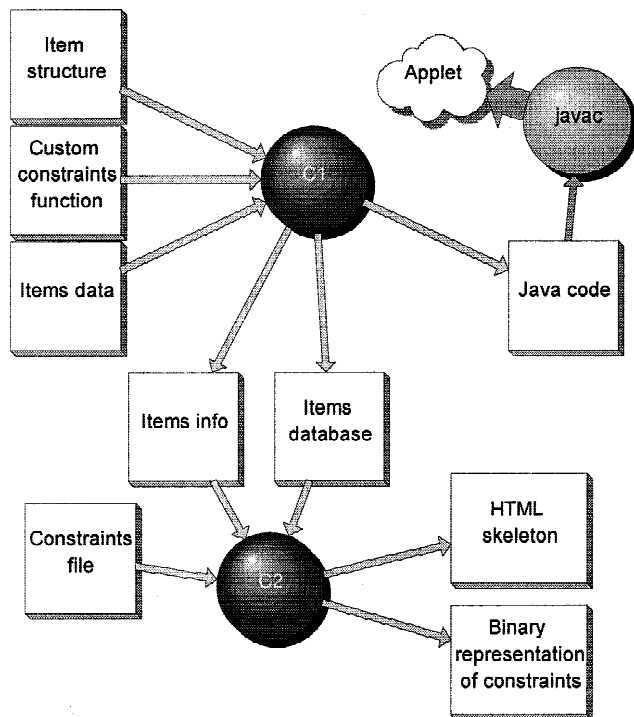 Item
structure
Applet
javac
Custom
constraints
function
C1
Items data
Java code
Items info
Items
database
Constraints
file
C2
HTML
skeleton
Binary
representation
of constraints